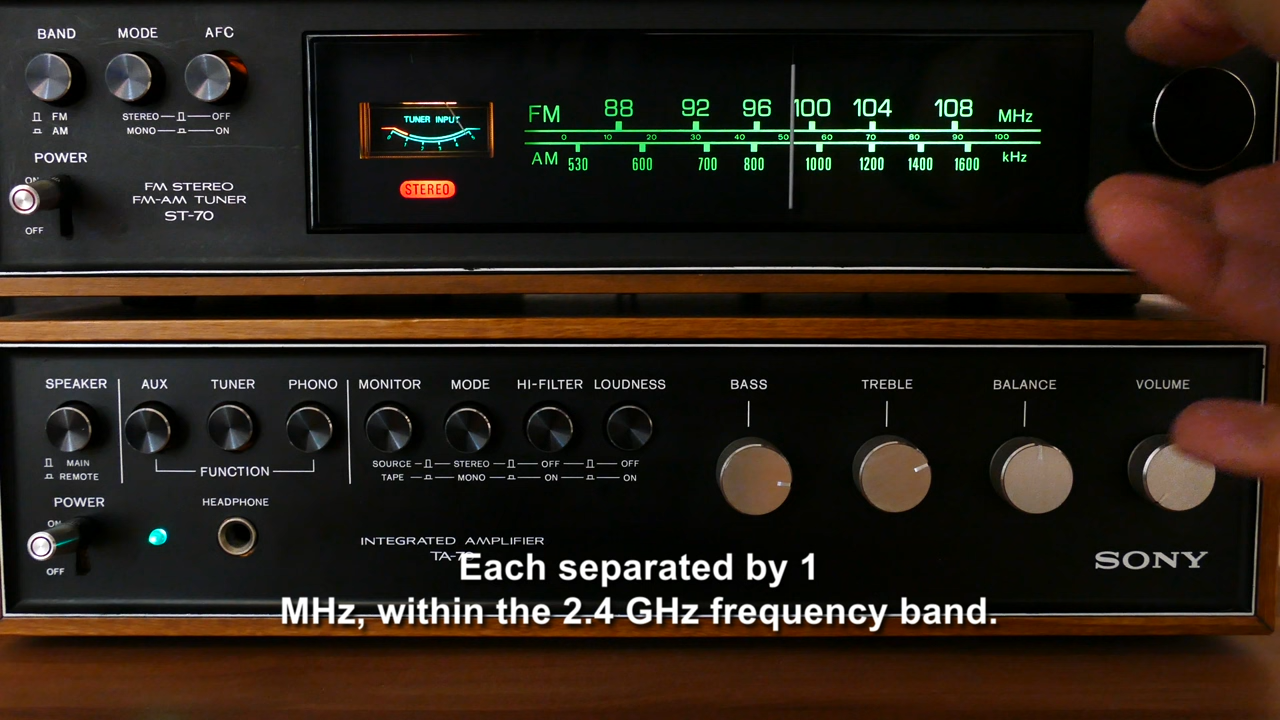 BAND MODE AFC
FM
AM
STEREO OFF
MONO ON
POWER
ON
OFF
FM STEREO
FM-AM TUNER
ST-70
TUNER INPUT
STEREO
FM 88 92 96 100 104 108 MHz
0 10 20 30 40 50 60 70 80 90 100
AM 530 600 700 800 1000 1200 1400 1600 kHz
SPEAKER AUX TUNER PHONO MONITOR MODE HI-FILTER LOUDNESS BASS TREBLE BALANCE VOLUME
MAIN
REMOTE
FUNCTION
SOURCE STEREO OFF OFF
TAPE MONO ON ON
POWER
ON
OFF
HEADPHONE
INTEGRATED AMPLIFIER
TA-70
SONY
Each separated by 1
MHz, within the 2.4 GHz frequency band.